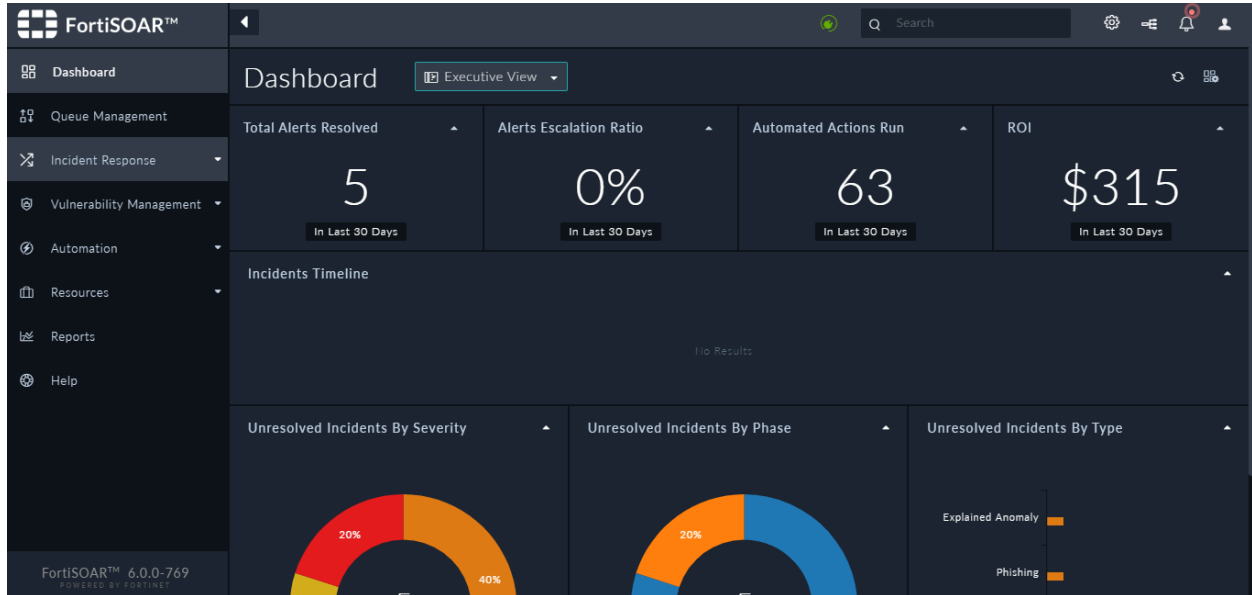 FortiSOAR™
Search
Dashboard
Queue Management
Incident Response
Vulnerability Management
Automation
Resources
Reports
Help
FortiSOAR™ 6.0.0-769
POWERED BY FORTINET
Dashboard
Executive View
Total Alerts Resolved
5
In Last 30 Days
Alerts Escalation Ratio
0%
In Last 30 Days
Automated Actions Run
63
In Last 30 Days
ROI
$315
In Last 30 Days
Incidents Timeline
No Results
Unresolved Incidents By Severity
20%
40%
Unresolved Incidents By Phase
20%
Unresolved Incidents By Type
Explained Anomaly
Phishing